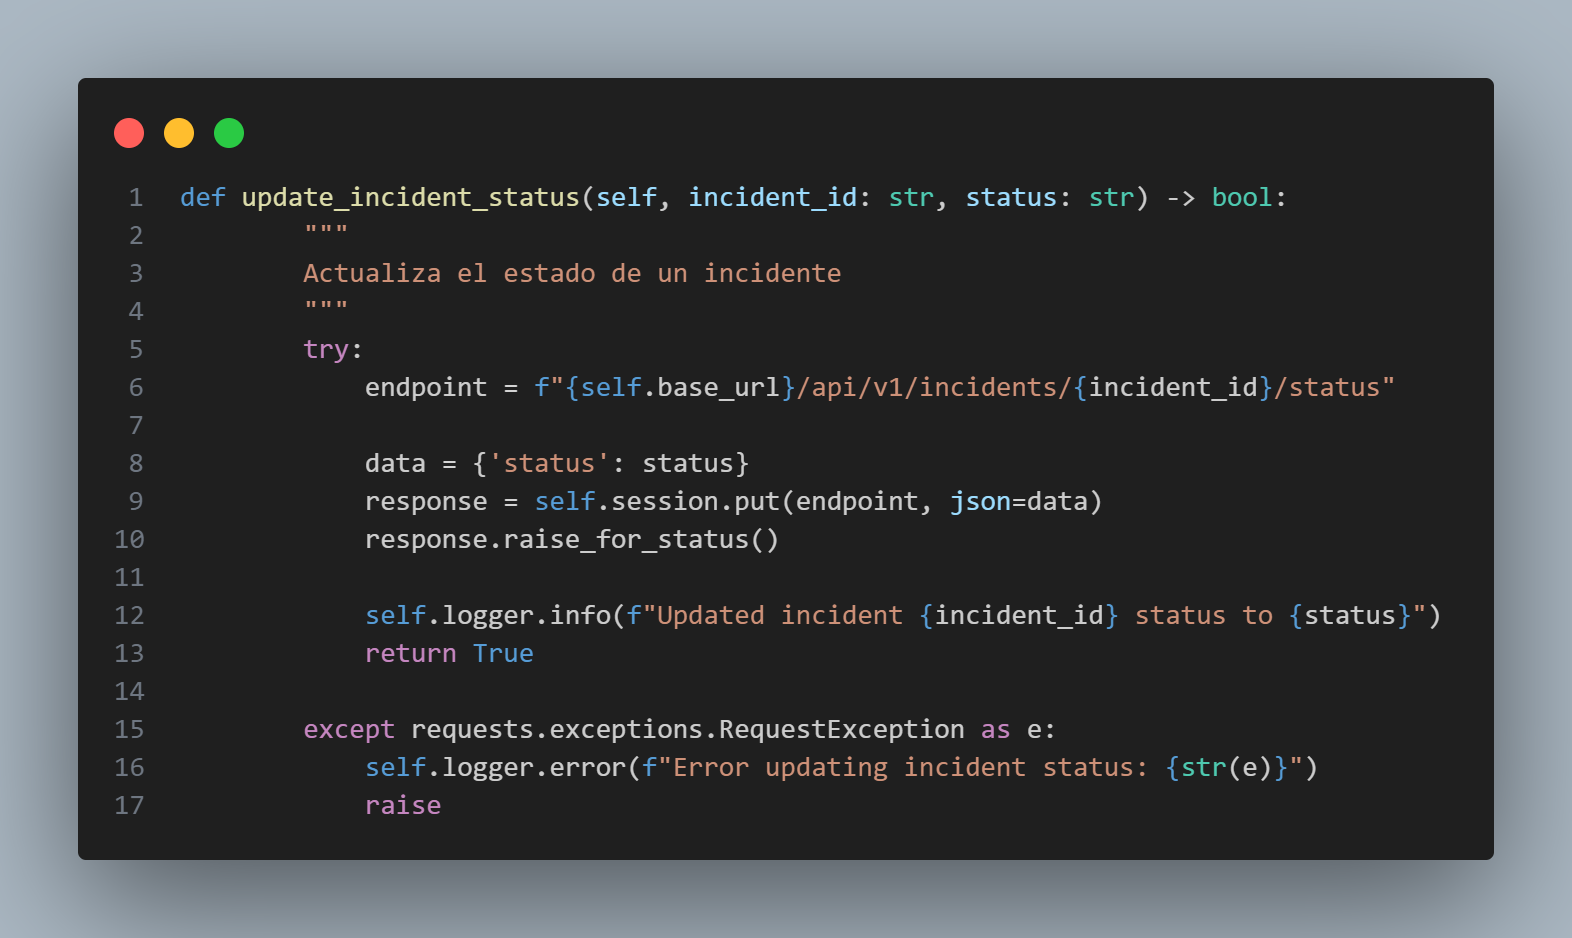 1 def update_incident_status(self, incident_id: str, status: str) -> bool:
2         """
3         Actualiza el estado de un incidente
4         """
5         try:
6             endpoint = f"{self.base_url}/api/v1/incidents/{incident_id}/status"
7
8             data = {'status': status}
9             response = self.session.put(endpoint, json=data)
10             response.raise_for_status()
11
12             self.logger.info(f"Updated incident {incident_id} status to {status}")
13             return True
14
15         except requests.exceptions.RequestException as e:
16             self.logger.error(f"Error updating incident status: {str(e)}")
17             raise